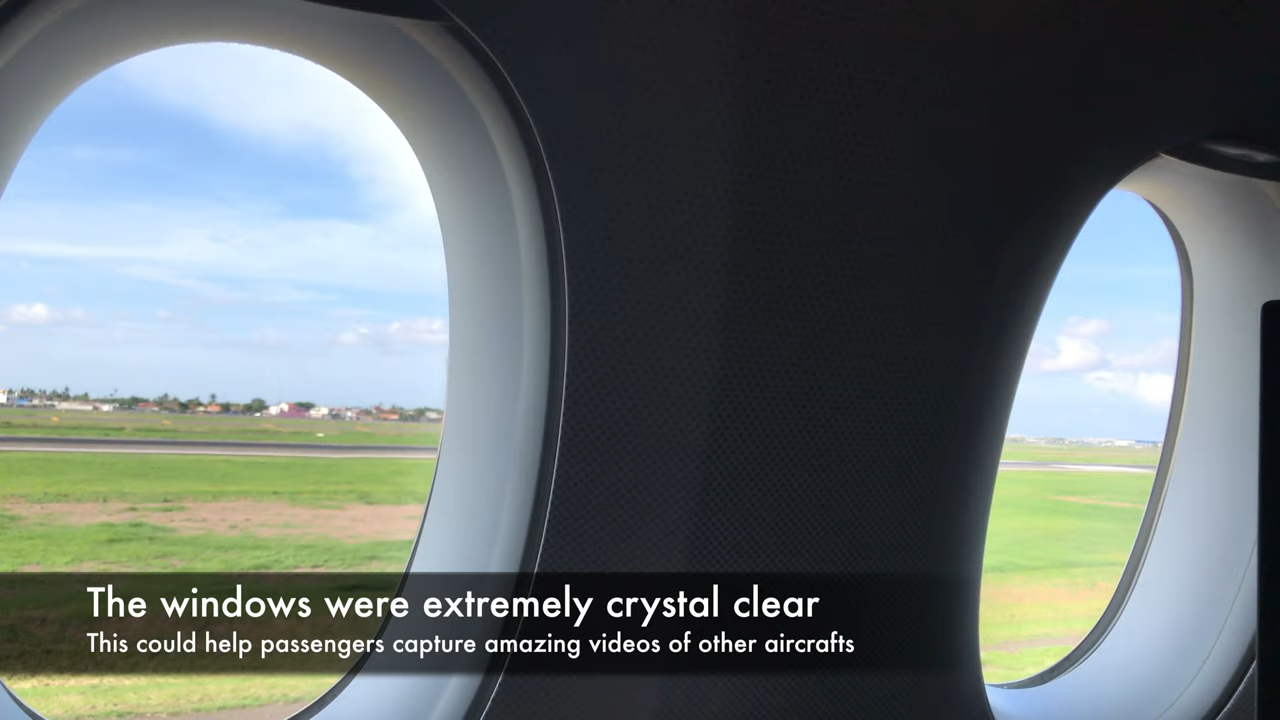 The windows were extremely crystal clear
This could help passengers capture amazing videos of other aircrafts